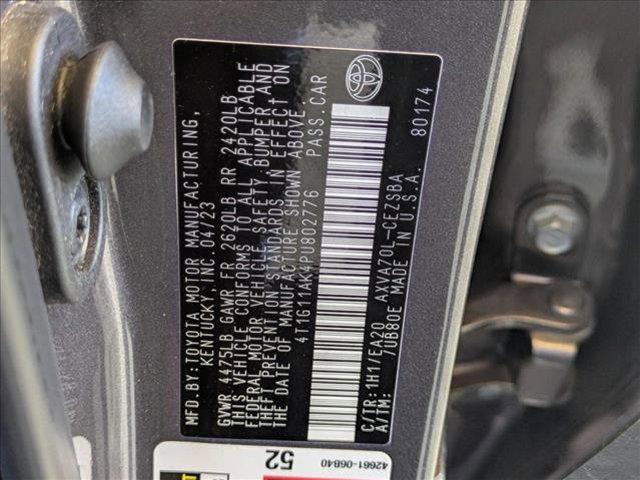 MFD. BY: TOYOTA MOTOR MANUFACTURING,
KENTUCKY, INC. 04/23
GVWR 4475LB GAWR FR 2620LB RR 2420LB
THIS VEHICLE CONFORMS TO ALL APPLICABLE
FEDERAL MOTOR VEHICLE SAFETY, BUMPER AND
THEFT PREVENTION STANDARDS IN EFFECT ON
THE DATE OF MANUFACTURE SHOWN ABOVE.
4T1G11AK4PU802776 PASS. CAR
C/TR: 1H1/EA20 AXVA70L-CEZSBA
A/TM: /UB80E MADE IN U.S.A.
80174
52
42661-06B40